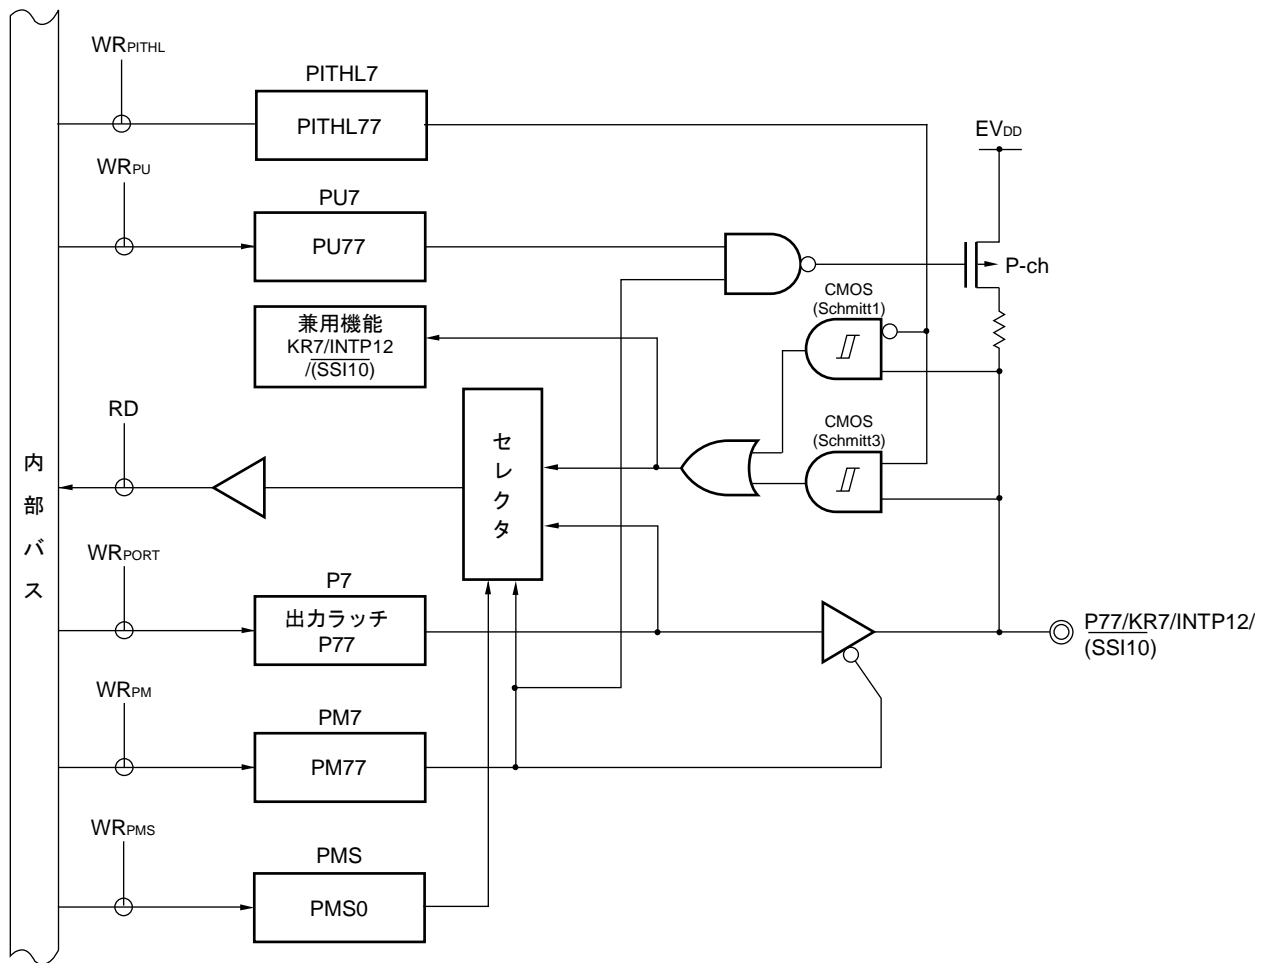 WRPITHL
PITHL7
PITHL77
EVDD
WRPU
PU7
PU77
P-ch
CMOS
(Schmitt1)
兼用機能
KR7/INTP12
/(SSI10)
RD
セレクタ
CMOS
(Schmitt3)
内部バス
WRPORT
P7
出力ラッチ
P77
P77/KR7/INTP12/
(SSI10)
WRPM
PM7
PM77
WRPMS
PMS
PMS0